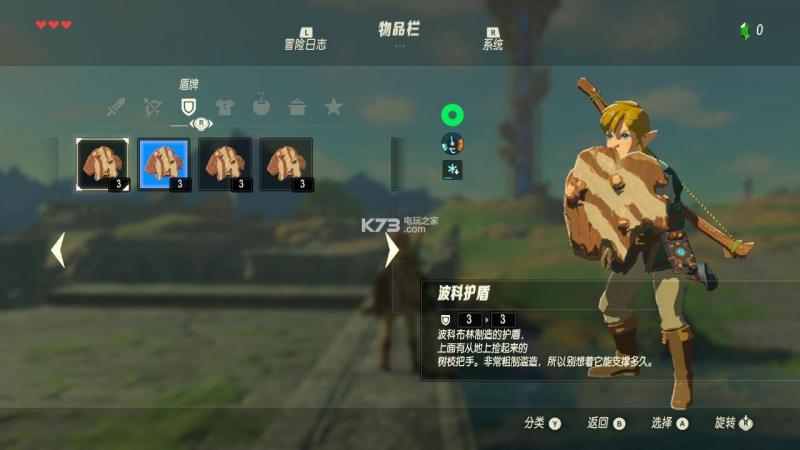 L
冒险日志
物品栏
R
系统
0
盾牌
R
3
3
3
3
K73 电玩之家
.com
波科护盾
3 › 3
波科布林制造的护盾，
上面有从地上捡起来的
树枝把手。非常粗制滥造，所以别想着它能支撑多久。
分类 Y 返回 B 选择 A 旋转 R